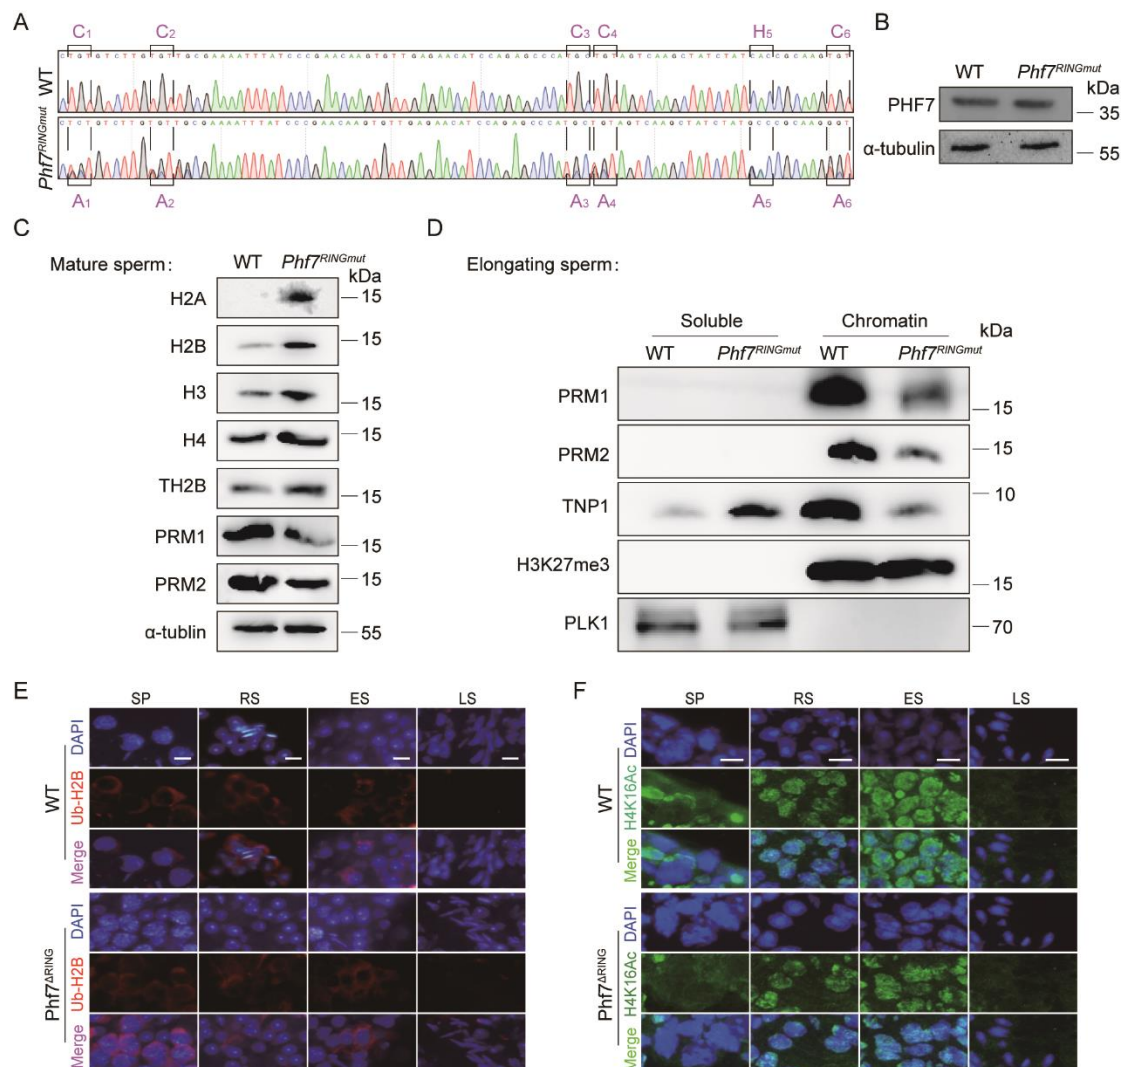 A
C1 C2 C3 C4 H5 C6
CTGTGTCTTGTGTTGCGAAAATTTATCCCGAACAAGTGTTGAGAACATCCAGAGCCCATGCTGTAGTCAAGCTATCTATCACCGCAAGTGT
WT
CTCTGTCTTGTGTTGCGAAAATTTATCCCGAACAAGTGTTGAGAACATCCAGAGCCCATGCTGTAGTCAAGCTATCTATGCCCGCAAGGGT
Phf7RINGmut
A1 A2 A3 A4 A5 A6
B
WT Phf7RINGmut
kDa
PHF7 35
α-tubulin 55
C
Mature sperm:
WT Phf7RINGmut
kDa
H2A 15
H2B 15
H3 15
H4 15
TH2B 15
PRM1 15
PRM2 15
α-tublin 55
D
Elongating sperm:
Soluble Chromatin
kDa
WT Phf7RINGmut WT Phf7RINGmut
PRM1 15
PRM2 15
TNP1 10
H3K27me3 15
PLK1 70
E
SP RS ES LS
WT
DAPI
Ub-H2B
Merge
Phf7ΔRING
DAPI
Ub-H2B
Merge
F
SP RS ES LS
WT
DAPI
H4K16Ac
Merge
Phf7ΔRING
DAPI
H4K16Ac
Merge